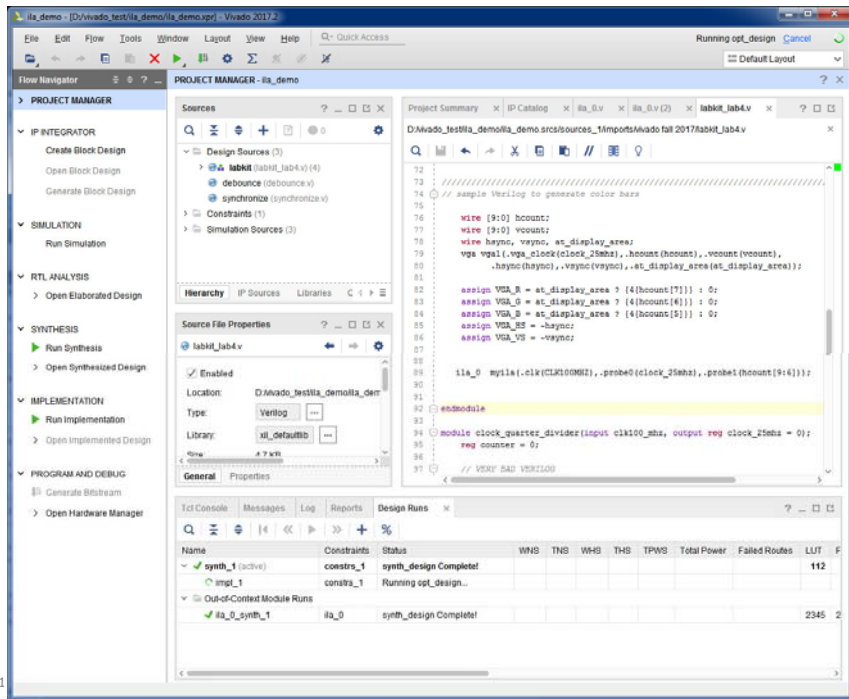 ila_demo - [D:/vivado_test/ila_demo/ila_demo.xpr] - Vivado 2017.2
File Edit Flow Tools Window Layout View Help Q- Quick Access
Running opt_design Cancel
Default Layout
Flow Navigator
PROJECT MANAGER - ila_demo
PROJECT MANAGER
IP INTEGRATOR
Create Block Design
Open Block Design
Generate Block Design
SIMULATION
Run Simulation
RTL ANALYSIS
Open Elaborated Design
SYNTHESIS
Run Synthesis
Open Synthesized Design
IMPLEMENTATION
Run Implementation
Open Implemented Design
PROGRAM AND DEBUG
Generate Bitstream
Open Hardware Manager
Sources
0
Design Sources (3)
labkit (labkit_lab4.v) (4)
debounce (debounce.v)
synchronize (synchronize.v)
Constraints (1)
Simulation Sources (3)
Hierarchy IP Sources Libraries C
Source File Properties
labkit_lab4.v
Enabled
Location: D:/vivado_test/ila_demo/ila_dem
Type: Verilog ...
Library: xil_defaultlib ...
Size: 4.7 KB
General Properties
Project Summary IP Catalog ila_0.v ila_0.v (2) labkit_lab4.v
D:/vivado_test/ila_demo/ila_demo.srcs/sources_1/imports/vivado fall 2017/labkit_lab4.v
72
73 ////////////////////////////////////////////////////////////////////////////////
74 // sample Verilog to generate color bars
75
76 wire [9:0] hcount;
77 wire [9:0] vcount;
78 wire hsync, vsync, at_display_area;
79 vga vga1(.vga_clock(clock_25mhz),.hcount(hcount),.vcount(vcount),
80 .hsync(hsync),.vsync(vsync),.at_display_area(at_display_area));
81
82 assign VGA_R = at_display_area ? {4{hcount[7]}} : 0;
83 assign VGA_G = at_display_area ? {4{hcount[6]}} : 0;
84 assign VGA_B = at_display_area ? {4{hcount[5]}} : 0;
85 assign VGA_HS = ~hsync;
86 assign VGA_VS = ~vsync;
87
88
89 ila_0 myila(.clk(CLK100MHZ),.probe0(clock_25mhz),.probe1(hcount[9:6]));
90
91
92 endmodule
93
94 module clock_quarter_divider(input clk100_mhz, output reg clock_25mhz = 0);
95 reg counter = 0;
96
97 // VERY BAD VERILOG
Tcl Console Messages Log Reports Design Runs
Name Constraints Status WNS TNS WHS THS TPWS Total Power Failed Routes LUT F
synth_1 (active) constrs_1 synth_design Complete! 112
impl_1 constrs_1 Running opt_design...
Out-of-Context Module Runs
ila_0_synth_1 ila_0 synth_design Complete! 2345 2
1